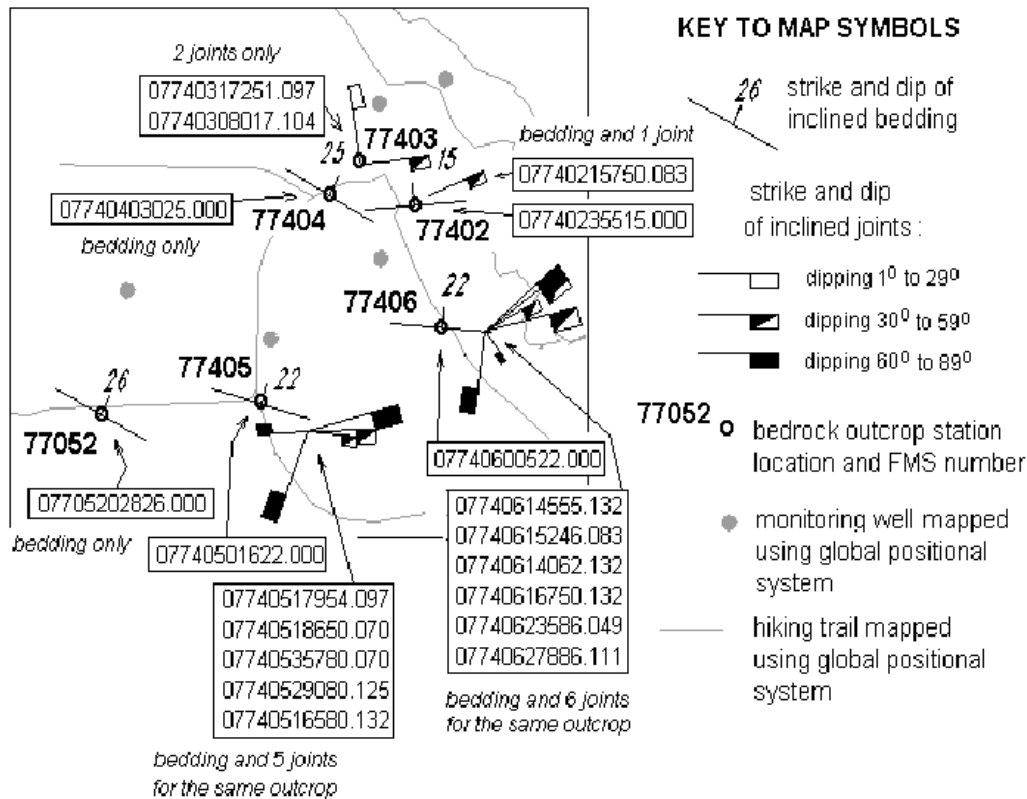 2 joints only
07740317251.097
07740308017.104
77403
25
15
bedding and 1 joint
07740215750.083
07740235515.000
77402
07740403025.000
77404
bedding only
77406
22
77405
22
26
77052
07705202826.000
bedding only
07740501622.000
07740600522.000
07740517954.097
07740518650.070
07740535780.070
07740529080.125
07740516580.132
bedding and 5 joints
for the same outcrop
07740614555.132
07740615246.083
07740614062.132
07740616750.132
07740623586.049
07740627886.111
bedding and 6 joints
for the same outcrop
KEY TO MAP SYMBOLS
26
strike and dip of
inclined bedding
strike and dip
of inclined joints :
dipping 1⁰ to 29⁰
dipping 30⁰ to 59⁰
dipping 60⁰ to 89⁰
77052
bedrock outcrop station
location and FMS number
monitoring well mapped
using global positional
system
hiking trail mapped
using global positional
system